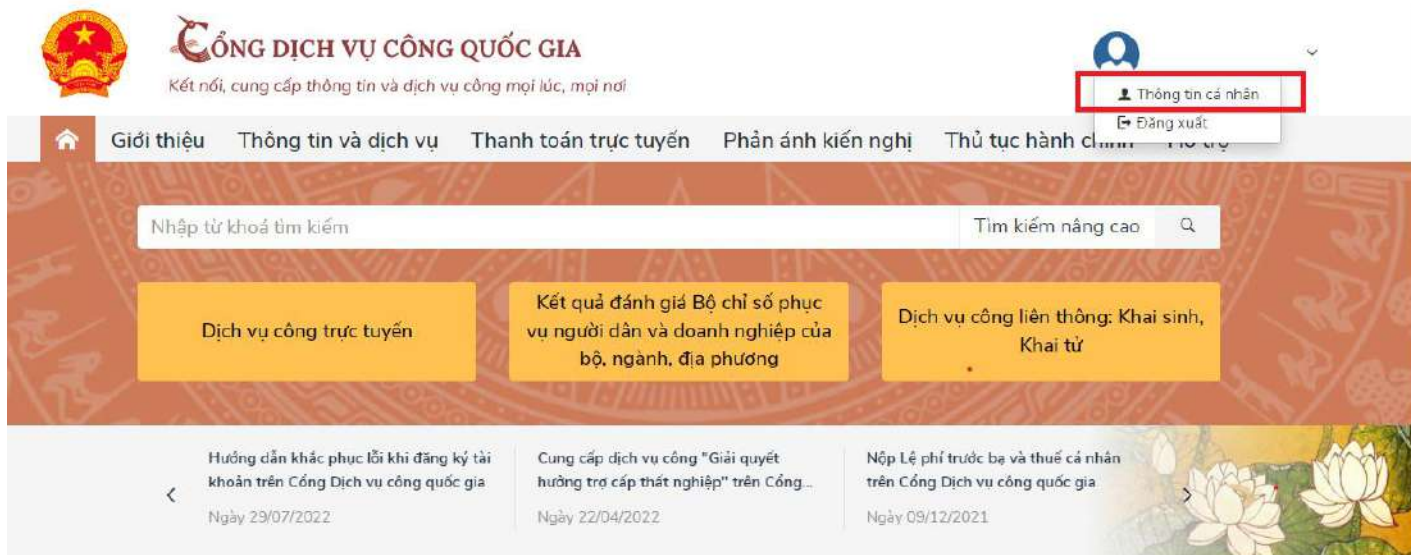 CỔNG DỊCH VỤ CÔNG QUỐC GIA
Kết nối, cung cấp thông tin và dịch vụ công mọi lúc, mọi nơi
Thông tin cá nhân
Đăng xuất
Giới thiệu Thông tin và dịch vụ Thanh toán trực tuyến Phản ánh kiến nghị Thủ tục hành chính Hỗ trợ
Nhập từ khoá tìm kiếm Tìm kiếm nâng cao
Dịch vụ công trực tuyến
Kết quả đánh giá Bộ chỉ số phục
vụ người dân và doanh nghiệp của
bộ, ngành, địa phương
Dịch vụ công liên thông: Khai sinh,
Khai tử
Hướng dẫn khắc phục lỗi khi đăng ký tài
khoản trên Cổng Dịch vụ công quốc gia
Ngày 29/07/2022
Cung cấp dịch vụ công "Giải quyết
hưởng trợ cấp thất nghiệp" trên Cổng...
Ngày 22/04/2022
Nộp Lệ phí trước bạ và thuế cá nhân
trên Cổng Dịch vụ công quốc gia
Ngày 09/12/2021